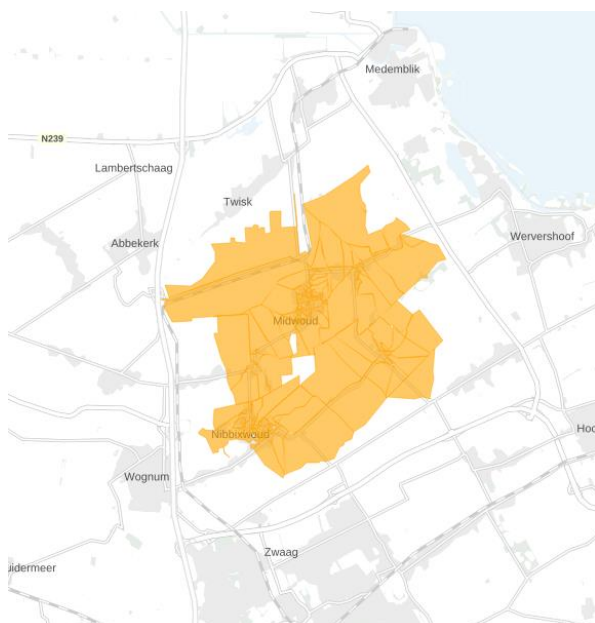 Medemblik
N239
Lambertschaag
Twisk
Abbekerk
Wervershoof
Midwoud
Nibbixwoud
Hoo
Wognum
Zwaag
uidermeer